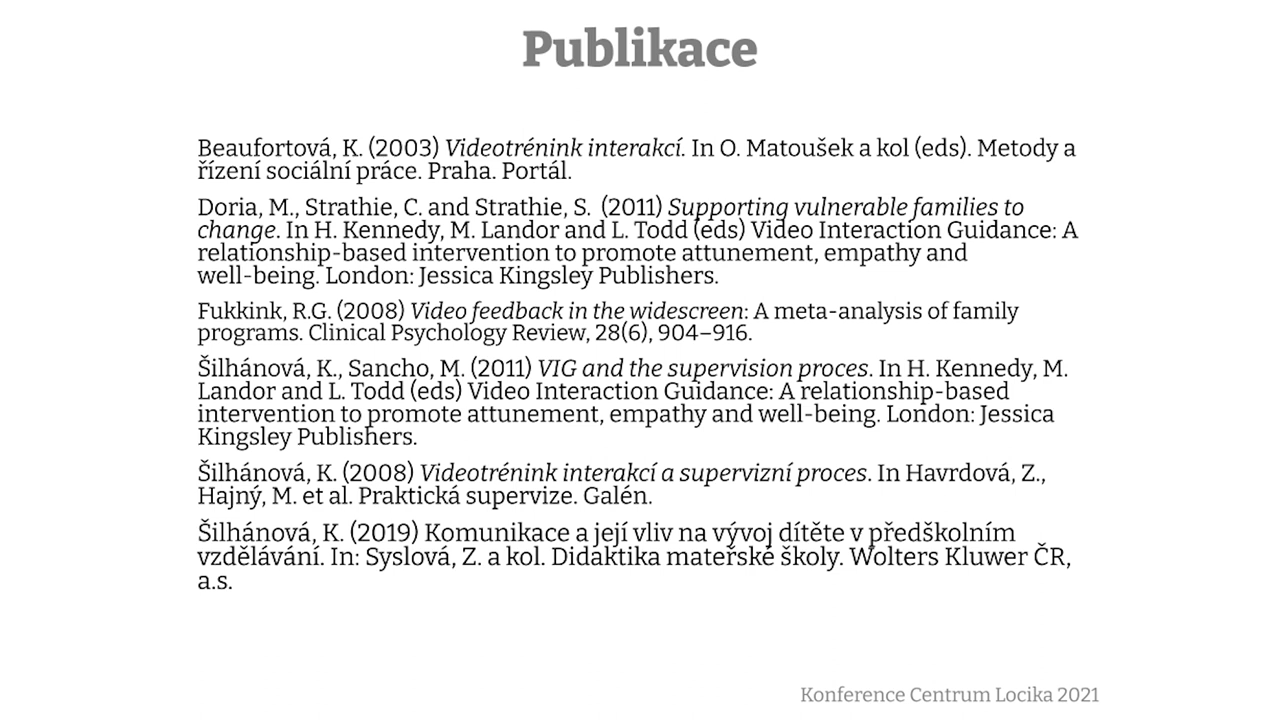 Publikace
Beaufortová, K. (2003) Videotrénink interakcí. In O. Matoušek a kol (eds). Metody a
řízení sociální práce. Praha. Portál.
Doria, M., Strathie, C. and Strathie, S.  (2011) Supporting vulnerable families to
change. In H. Kennedy, M. Landor and L. Todd (eds) Video Interaction Guidance: A
relationship-based intervention to promote attunement, empathy and
well-being. London: Jessica Kingsley Publishers.
Fukkink, R.G. (2008) Video feedback in the widescreen: A meta-analysis of family
programs. Clinical Psychology Review, 28(6), 904–916.
Šilhánová, K., Sancho, M. (2011) VIG and the supervision proces. In H. Kennedy, M.
Landor and L. Todd (eds) Video Interaction Guidance: A relationship-based
intervention to promote attunement, empathy and well-being. London: Jessica
Kingsley Publishers.
Šilhánová, K. (2008) Videotrénink interakcí a supervizní proces. In Havrdová, Z.,
Hajný, M. et al. Praktická supervize. Galén.
Šilhánová, K. (2019) Komunikace a její vliv na vývoj dítěte v předškolním
vzdělávání. In: Syslová, Z. a kol. Didaktika mateřské školy. Wolters Kluwer ČR,
a.s.
Konference Centrum Locika 2021